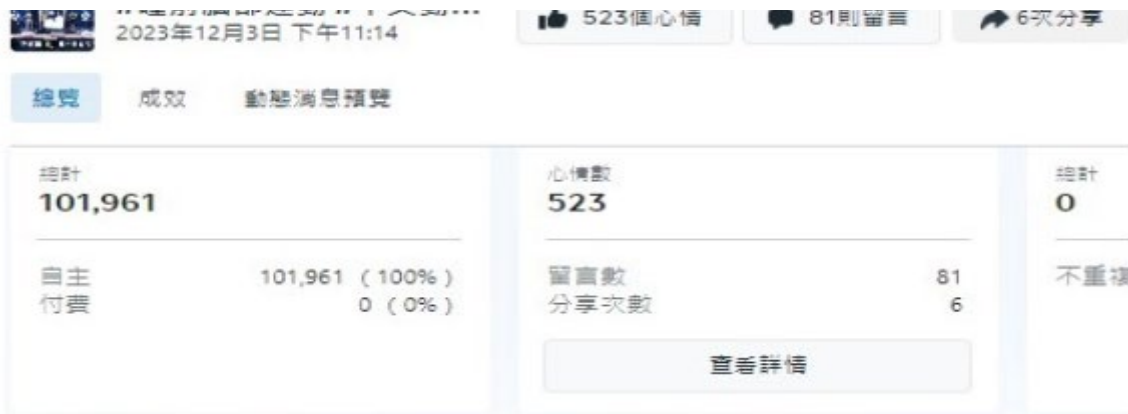 2023年12月3日 下午11:14
523個心情
81則留言
6次分享
總覽
成效
動態消息預覽
總計
101,961
自主 101,961 (100%)
付費 0 (0%)
心情數
523
留言數 81
分享次數 6
查看詳情
總計
0
不重複